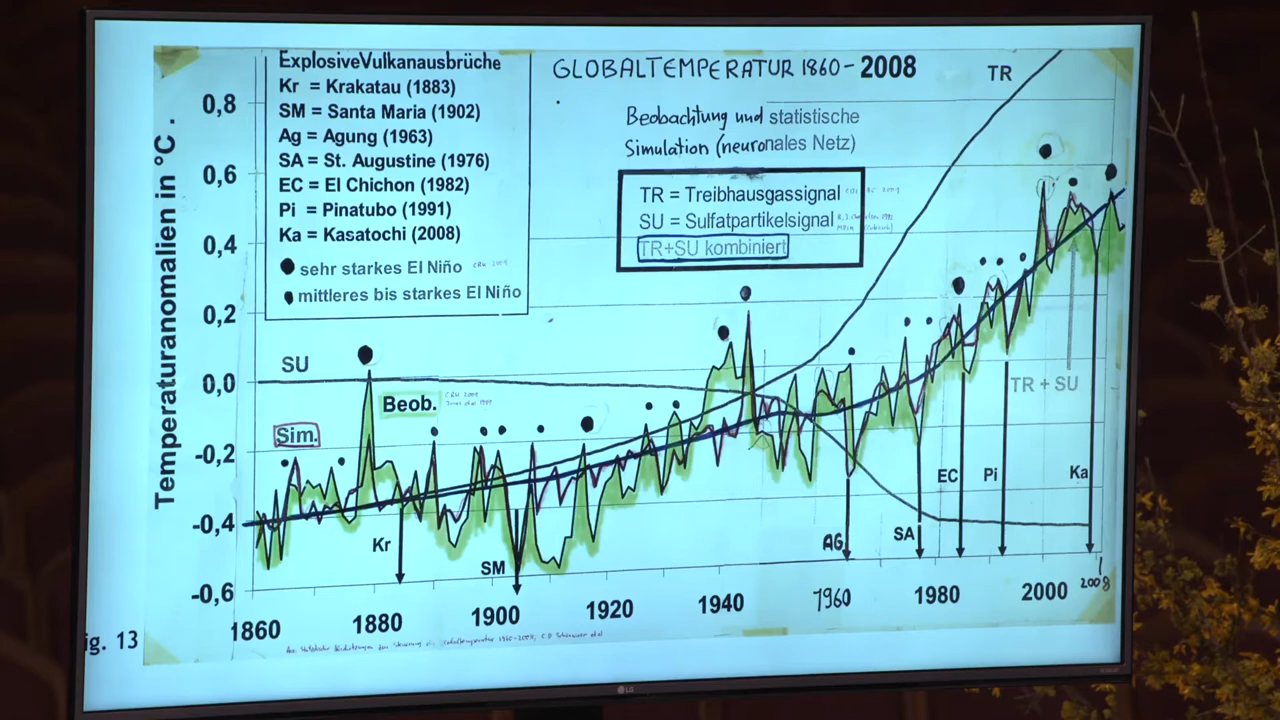 ExplosiveVulkanausbrüche
Kr = Krakatau (1883)
SM = Santa Maria (1902)
Ag = Agung (1963)
SA = St. Augustine (1976)
EC = El Chichon (1982)
Pi = Pinatubo (1991)
Ka = Kasatochi (2008)
sehr starkes El Niño CRU 2009
mittleres bis starkes El Niño
GLOBALTEMPERATUR 1860-2008
Beobachtung und statistische
Simulation (neuronales Netz)
TR = Treibhausgassignal
SU = Sulfatpartikelsignal
TR+SU kombiniert
TR
Temperaturanomalien in °C.
0,8
0,6
0,4
0,2
0,0
-0,2
-0,4
-0,6
SU
Beob.
Sim.
Kr
SM
AG
SA
EC
Pi
Ka
TR + SU
1860
1880
1900
1920
1940
1960
1980
2000
2008
ig. 13
LG